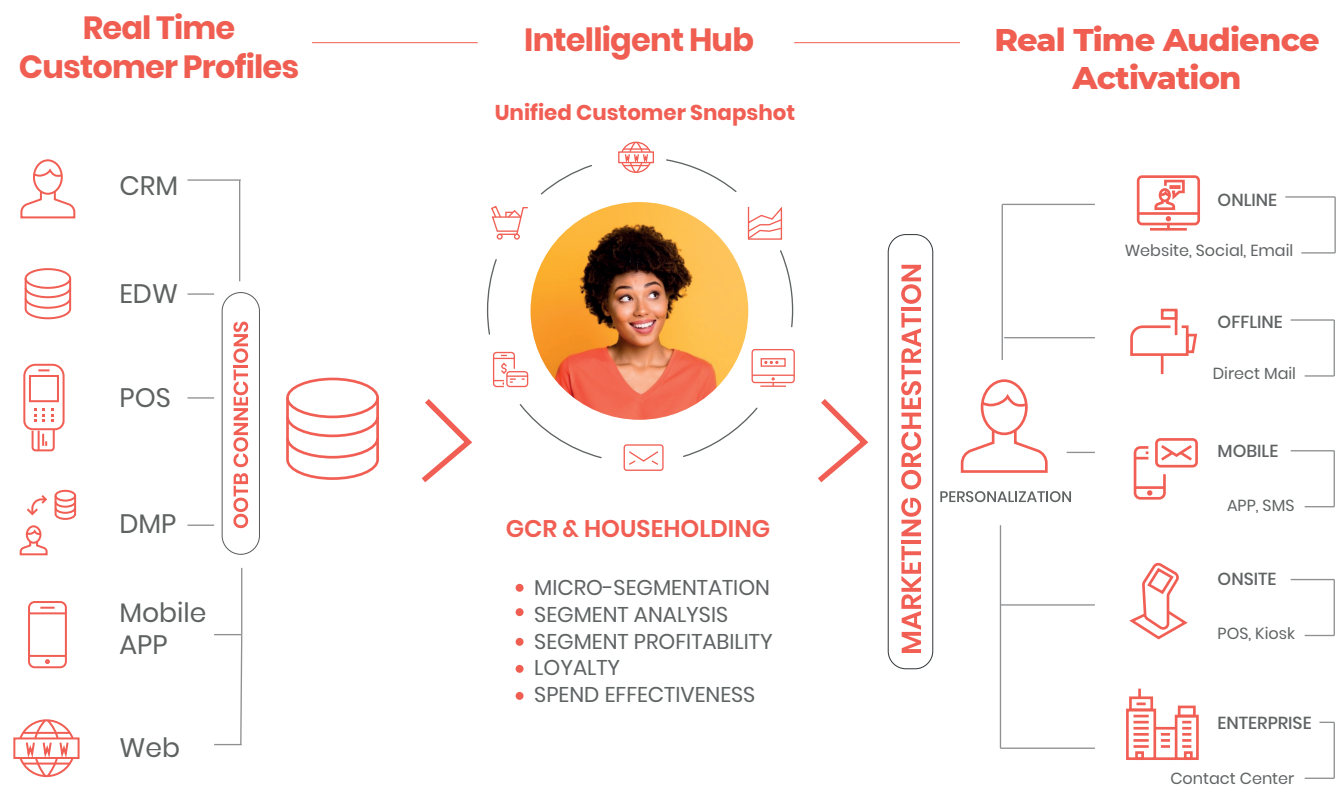 Real Time
Customer Profiles
Intelligent Hub
Real Time Audience
Activation
Unified Customer Snapshot
CRM
EDW
POS
DMP
Mobile
APP
WWW
Web
OOTB CONNECTIONS
WWW
$
GCR & HOUSEHOLDING
• MICRO-SEGMENTATION
• SEGMENT ANALYSIS
• SEGMENT PROFITABILITY
• LOYALTY
• SPEND EFFECTIVENESS
MARKETING ORCHESTRATION
PERSONALIZATION
ONLINE
Website, Social, Email
OFFLINE
Direct Mail
MOBILE
APP, SMS
ONSITE
POS, Kiosk
ENTERPRISE
Contact Center